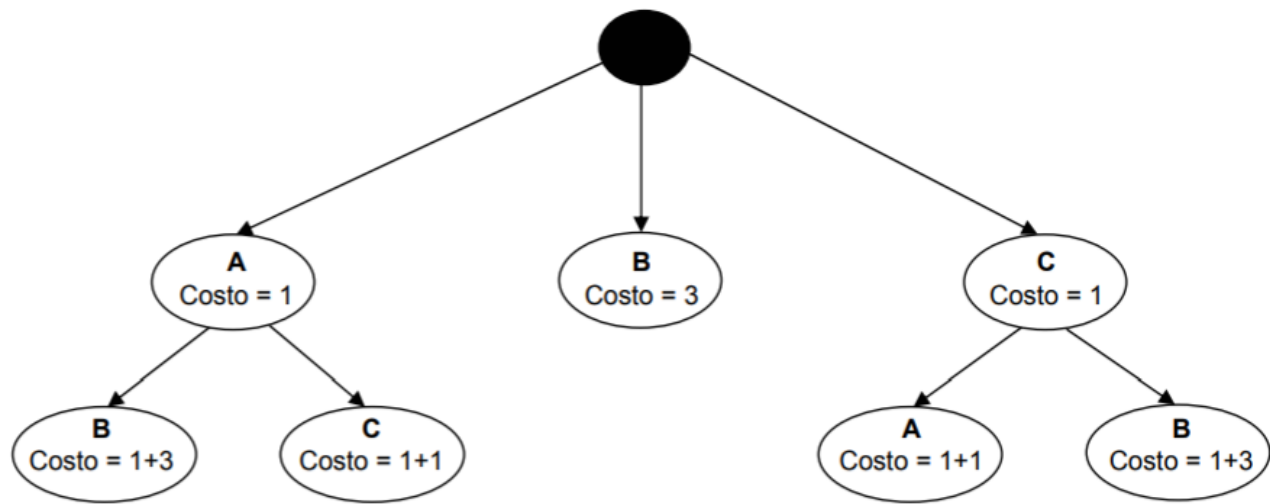 A
Costo = 1
B
Costo = 3
C
Costo = 1
B
Costo = 1+3
C
Costo = 1+1
A
Costo = 1+1
B
Costo = 1+3